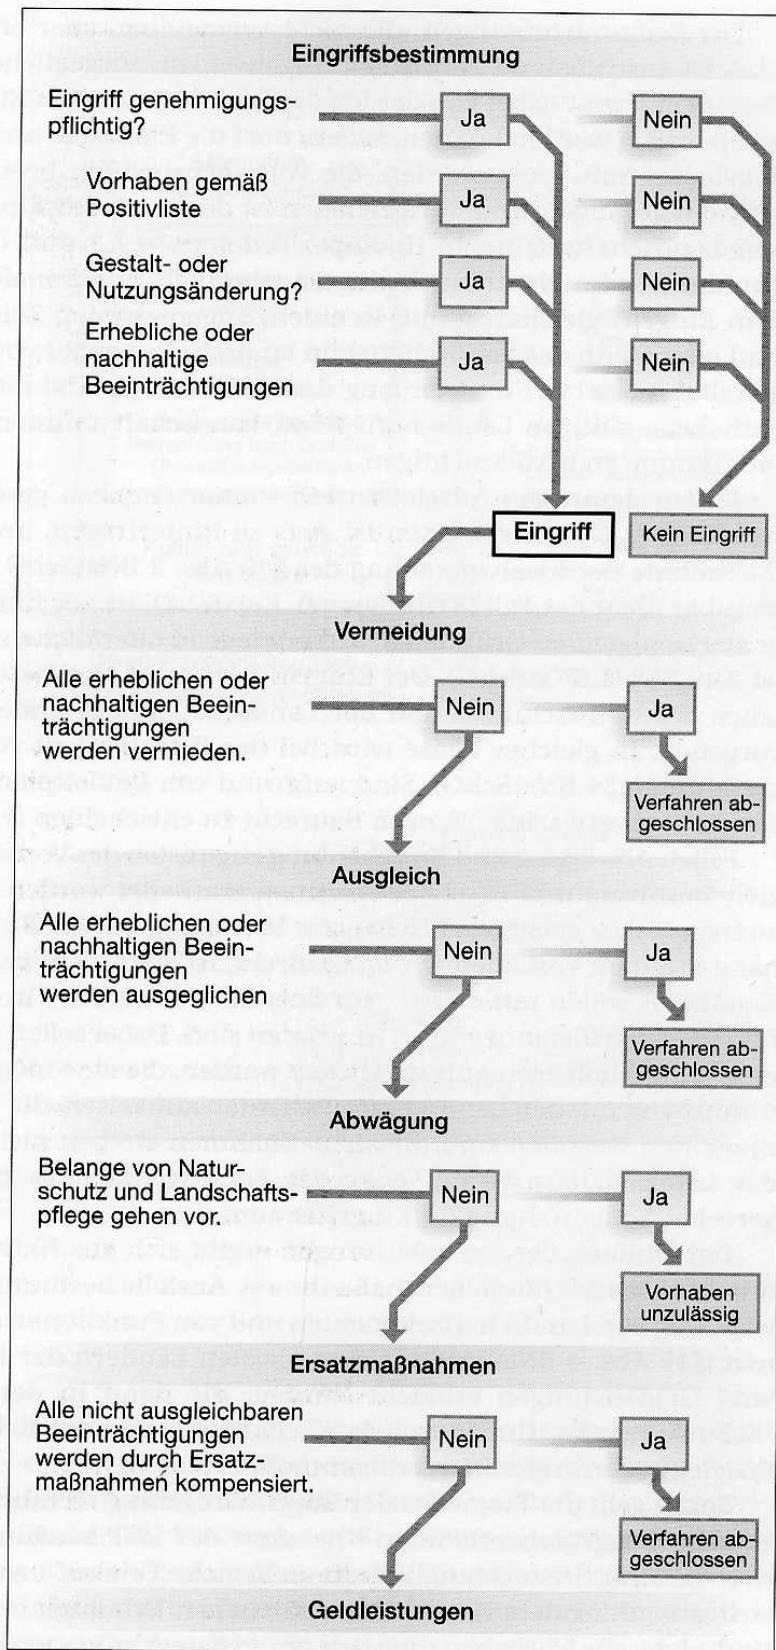 Eingriffsbestimmung
Eingriff genehmigungs-
pflichtig?
Ja
Nein
Vorhaben gemäß
Positivliste
Ja
Nein
Gestalt- oder
Nutzungsänderung?
Ja
Nein
Erhebliche oder
nachhaltige
Beeinträchtigungen
Ja
Nein
Eingriff
Kein Eingriff
Vermeidung
Alle erheblichen oder
nachhaltigen Beein-
trächtigungen
werden vermieden.
Nein
Ja
Verfahren ab-
geschlossen
Ausgleich
Alle erheblichen oder
nachhaltigen Beein-
trächtigungen
werden ausgeglichen
Nein
Ja
Verfahren ab-
geschlossen
Abwägung
Belange von Natur-
schutz und Landschafts-
pflege gehen vor.
Nein
Ja
Vorhaben
unzulässig
Ersatzmaßnahmen
Alle nicht ausgleichbaren
Beeinträchtigungen
werden durch Ersatz-
maßnahmen kompensiert.
Nein
Ja
Verfahren ab-
geschlossen
Geldleistungen